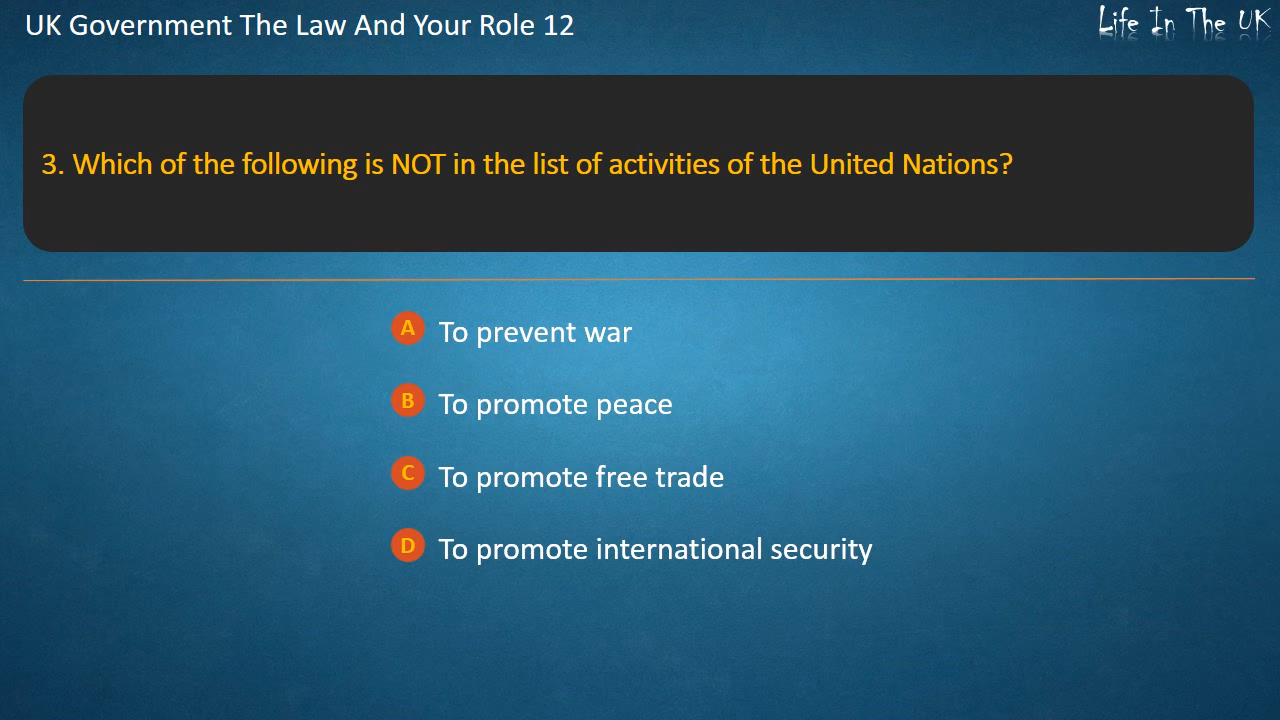 UK Government The Law And Your Role 12
Life In The UK
3. Which of the following is NOT in the list of activities of the United Nations?
A To prevent war
B To promote peace
C To promote free trade
D To promote international security